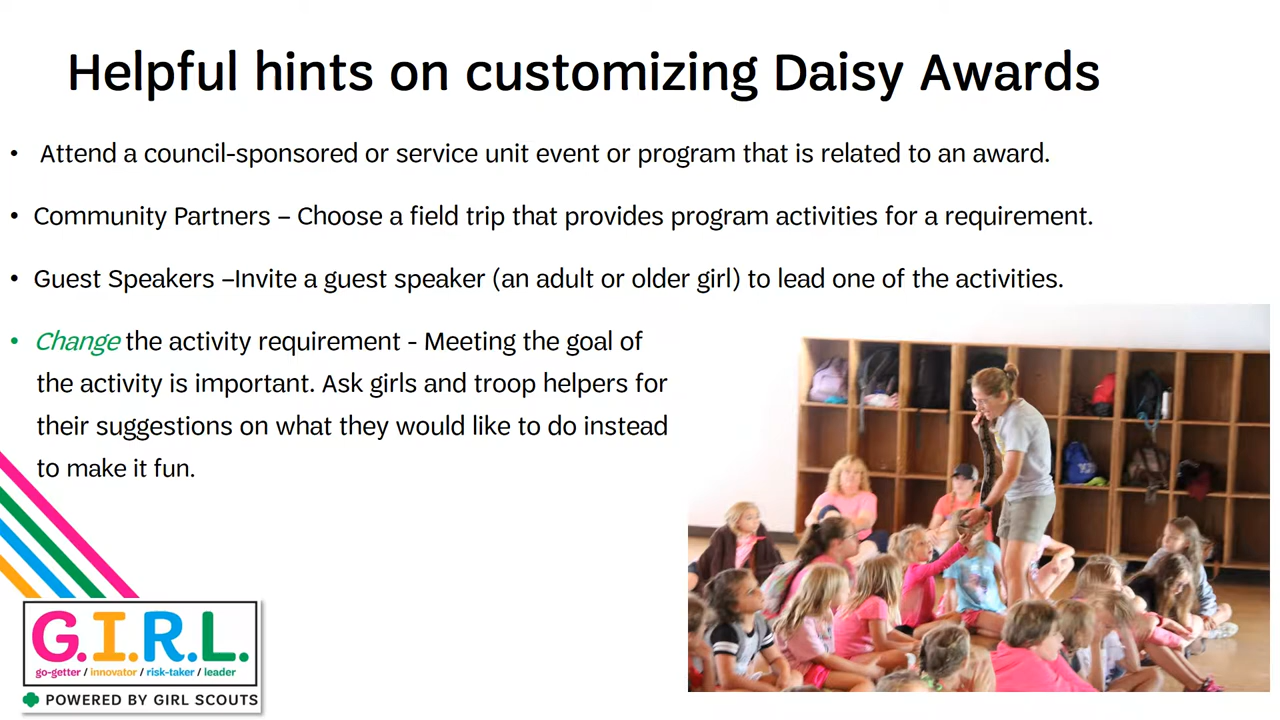 Helpful hints on customizing Daisy Awards
• Attend a council-sponsored or service unit event or program that is related to an award.
• Community Partners – Choose a field trip that provides program activities for a requirement.
• Guest Speakers –Invite a guest speaker (an adult or older girl) to lead one of the activities.
• Change the activity requirement - Meeting the goal of
the activity is important. Ask girls and troop helpers for
their suggestions on what they would like to do instead
to make it fun.
G.I.R.L.
go-getter / innovator / risk-taker / leader
POWERED BY GIRL SCOUTS